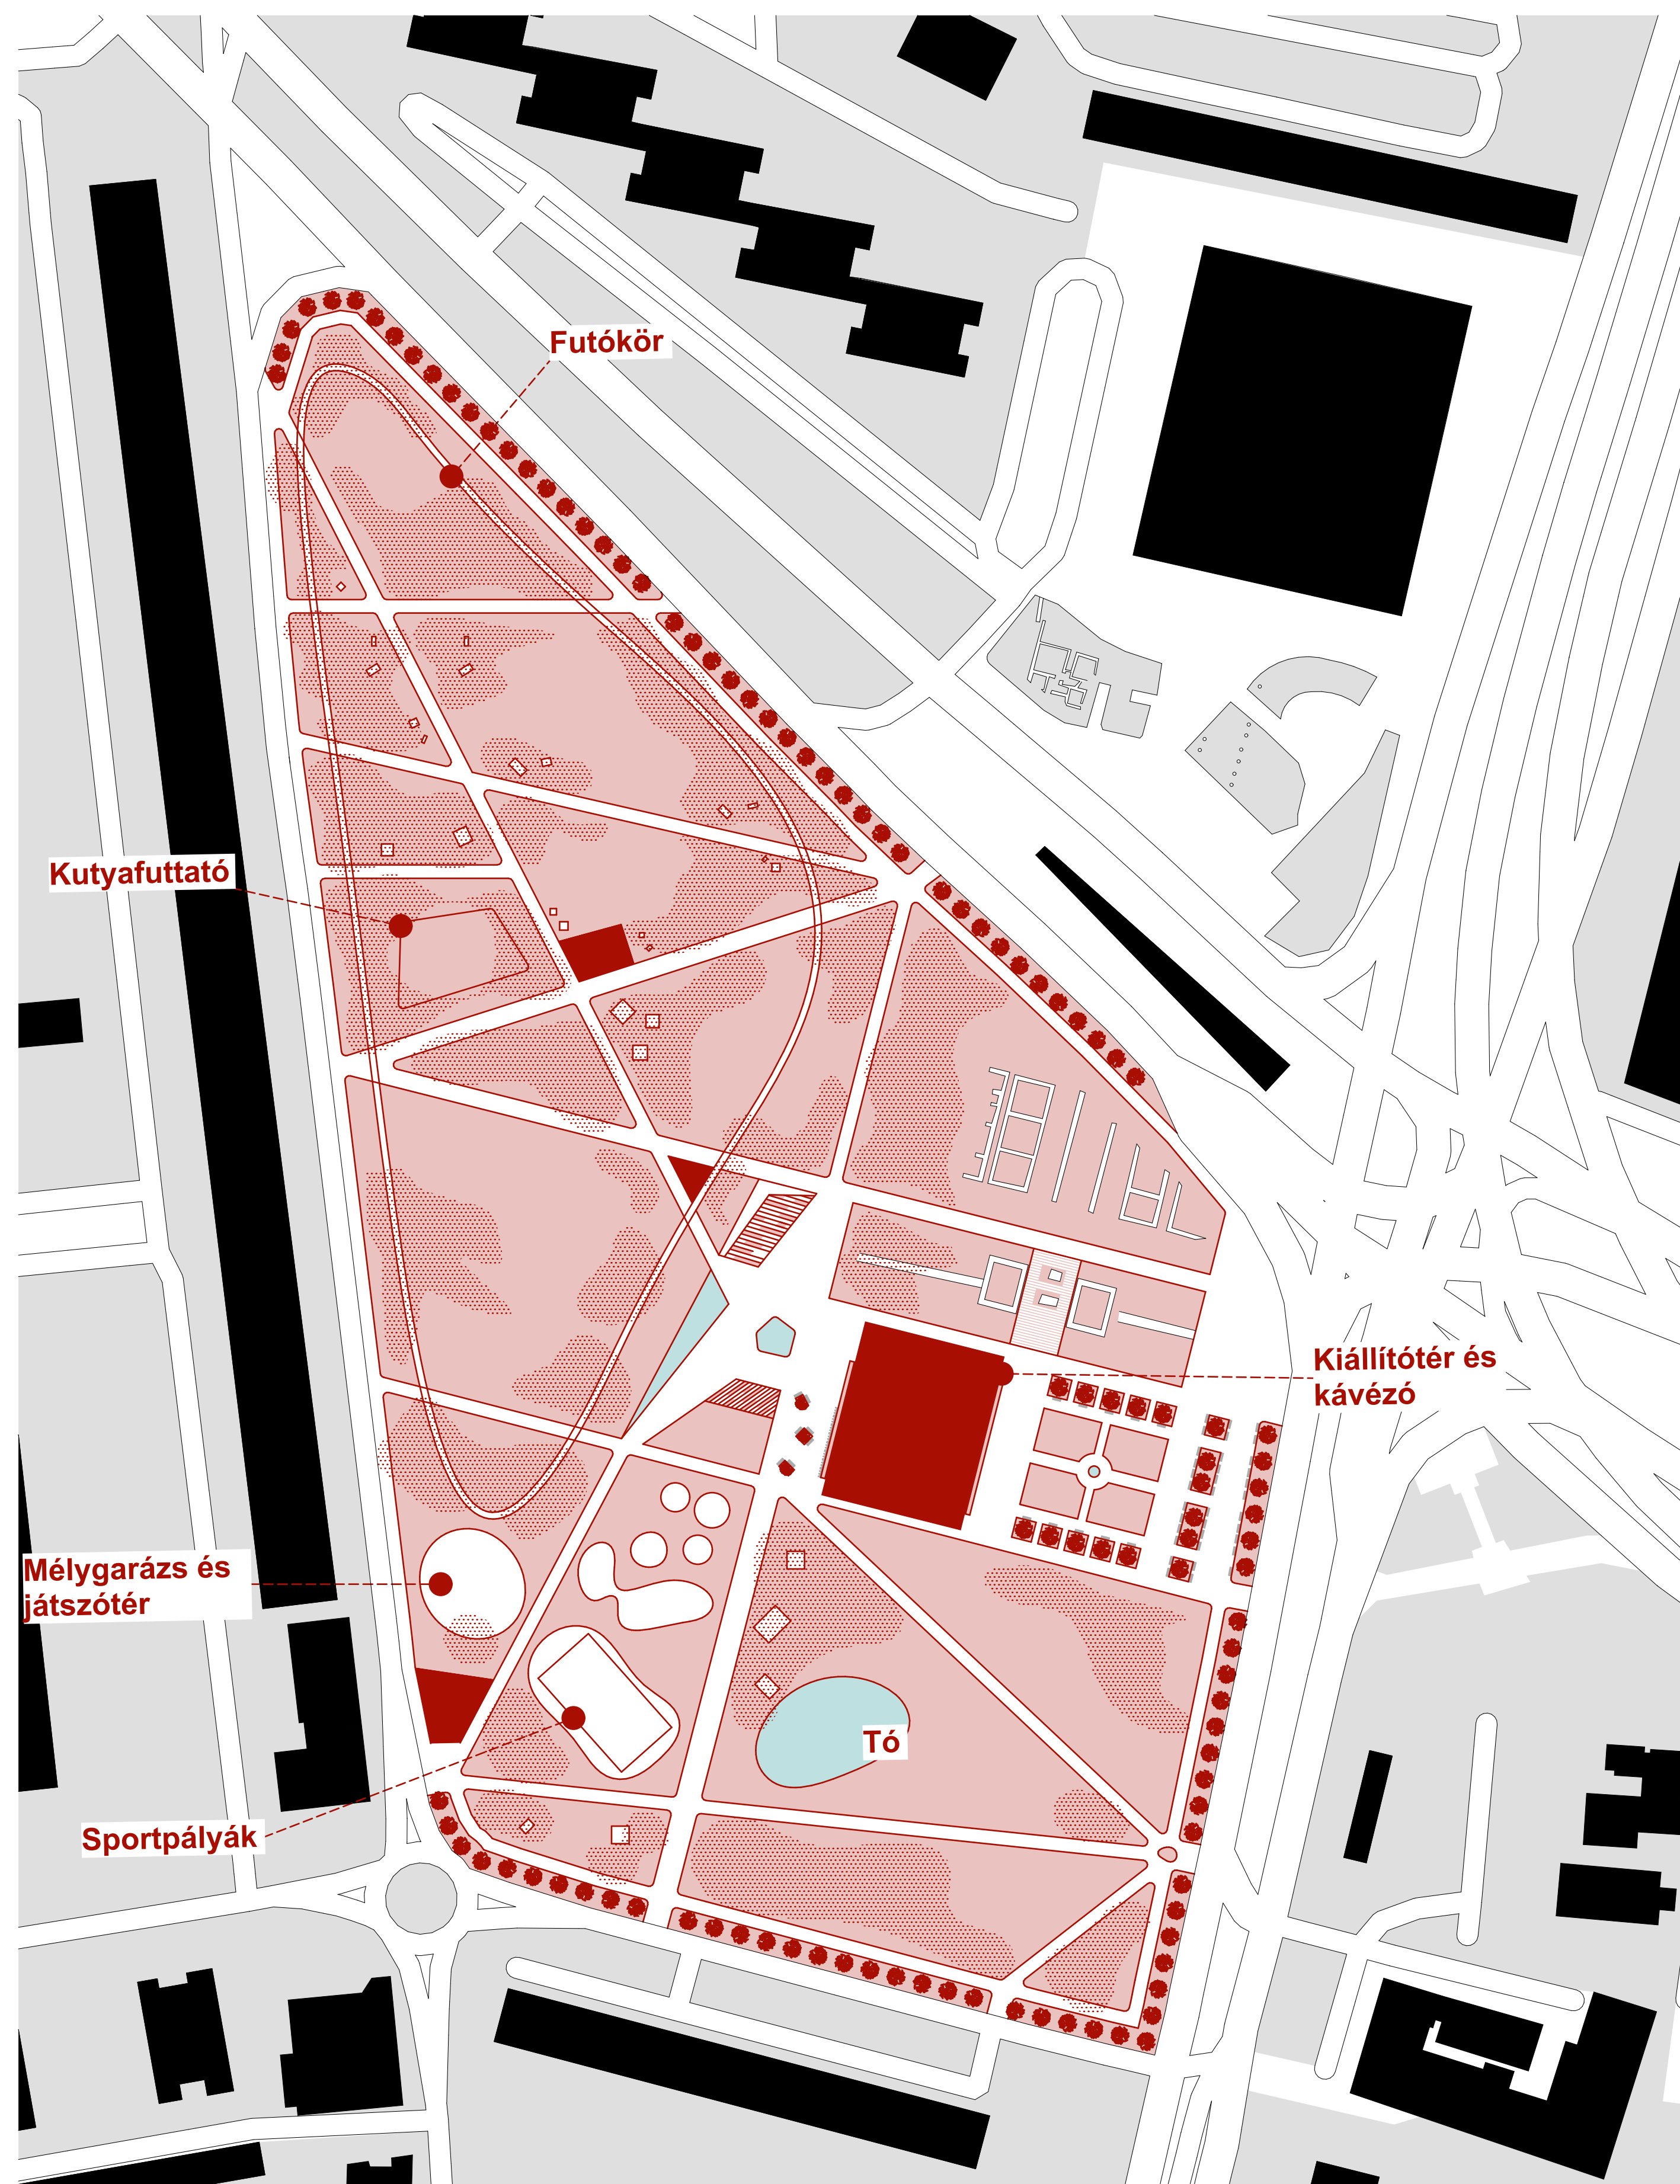 Futókör
Kutyafuttató
Kiállítótér és
kávézó
Mélygarázs és
játszótér
Tó
Sportpályák